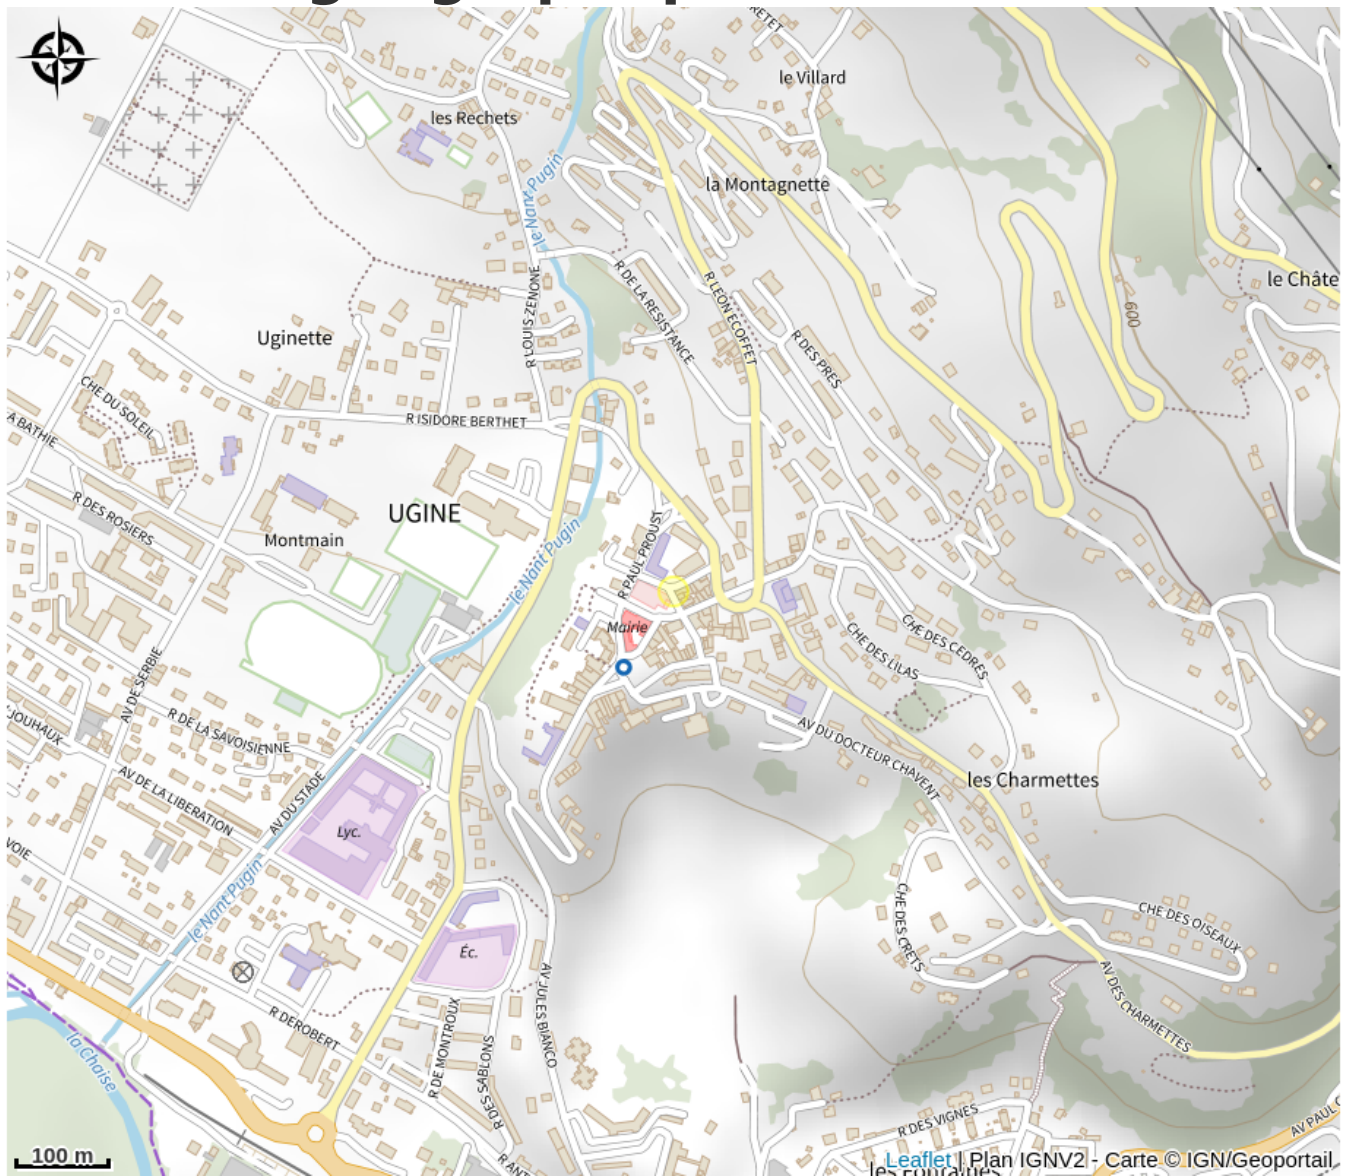 le Villard
les Rechets
le Nant Pugin
la Montagnette
R LEON ECOFFET
R DE LA RESISTANCE
R LOUIS ZENONE
le Châte
600
Uginette
R DES PRES
CHE DU SOLEIL
R ISIDORE BERTHET
A BATHIE
R DES ROSIERS
UGINE
Montmain
le Nant Pugin
R PAUL PROUST
Mairie
CHE DES CEDRES
CHE DES LILAS
AV DE SERBIE
JOUHAUX
R DE LA SAVOISIENNE
AV DU DOCTEUR CHAVENT
les Charmettes
AV DE LA LIBERATION
AV DU STADE
Lyc.
VOIE
le Nant Pugin
CHE DES CRETS
CHE DES OISEAUX
Éc.
AV JULES BIANCO
AV DES CHARMETTES
R DEROBERT
R DE MONTROUX
R DES SABLONS
la Chaise
R DES VIGNES
AV PAUL
100 m
R ANT
les Fontaines
Leaflet | Plan IGNV2 - Carte © IGN/Geoportail